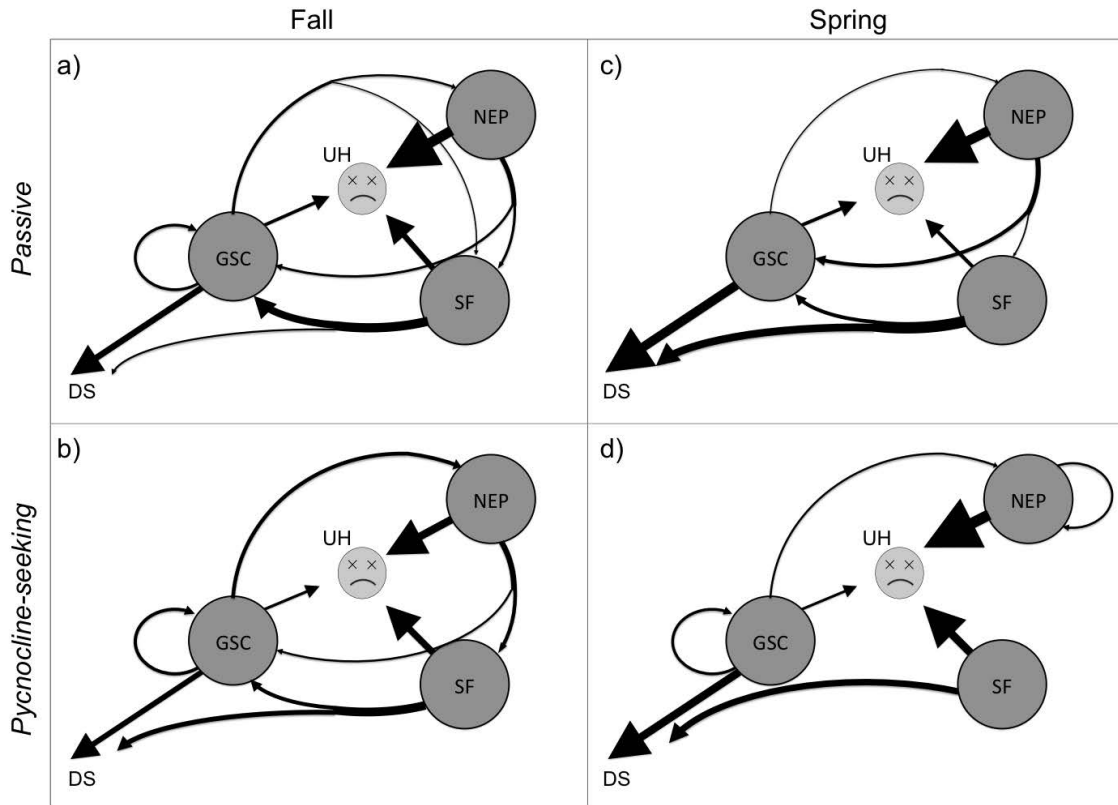 Fall
Spring
Passive
Pycnocline-seeking
a)
NEP
UH
GSC
SF
DS
c)
NEP
UH
GSC
SF
DS
b)
NEP
UH
GSC
SF
DS
d)
NEP
UH
GSC
SF
DS